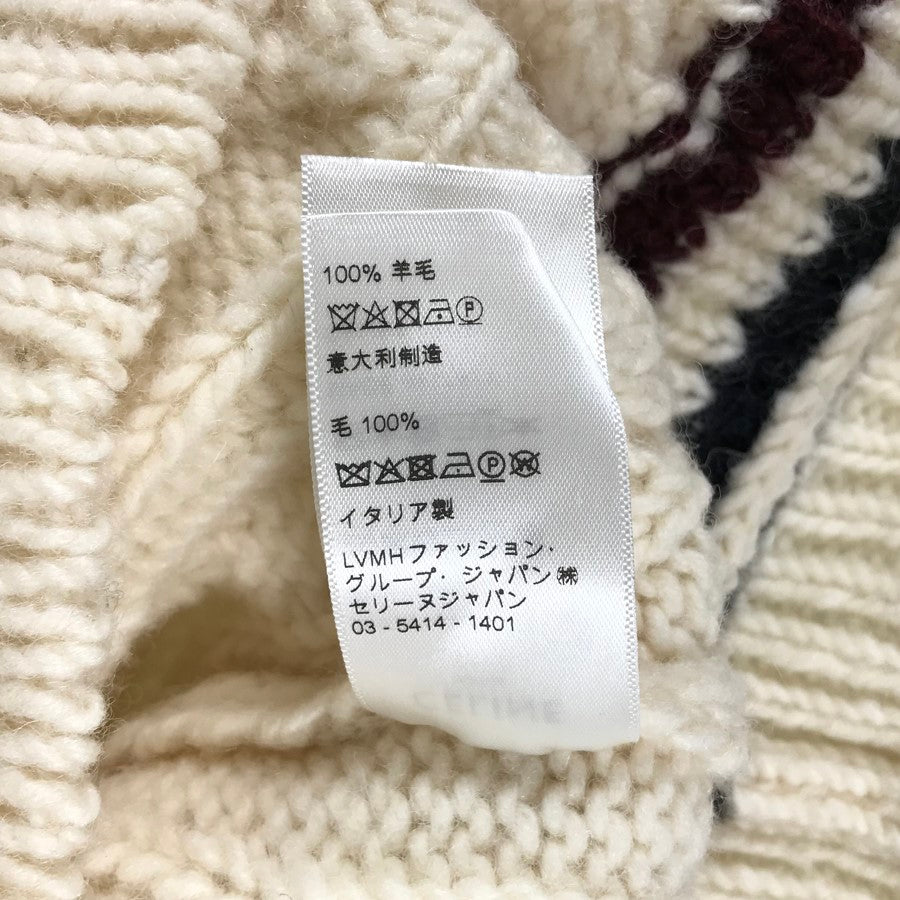 100% 羊毛
意大利制造
毛 100%
イタリア製
LVMHファッション・
グループ・ジャパン㈱
セリーヌジャパン
03 - 5414 - 1401